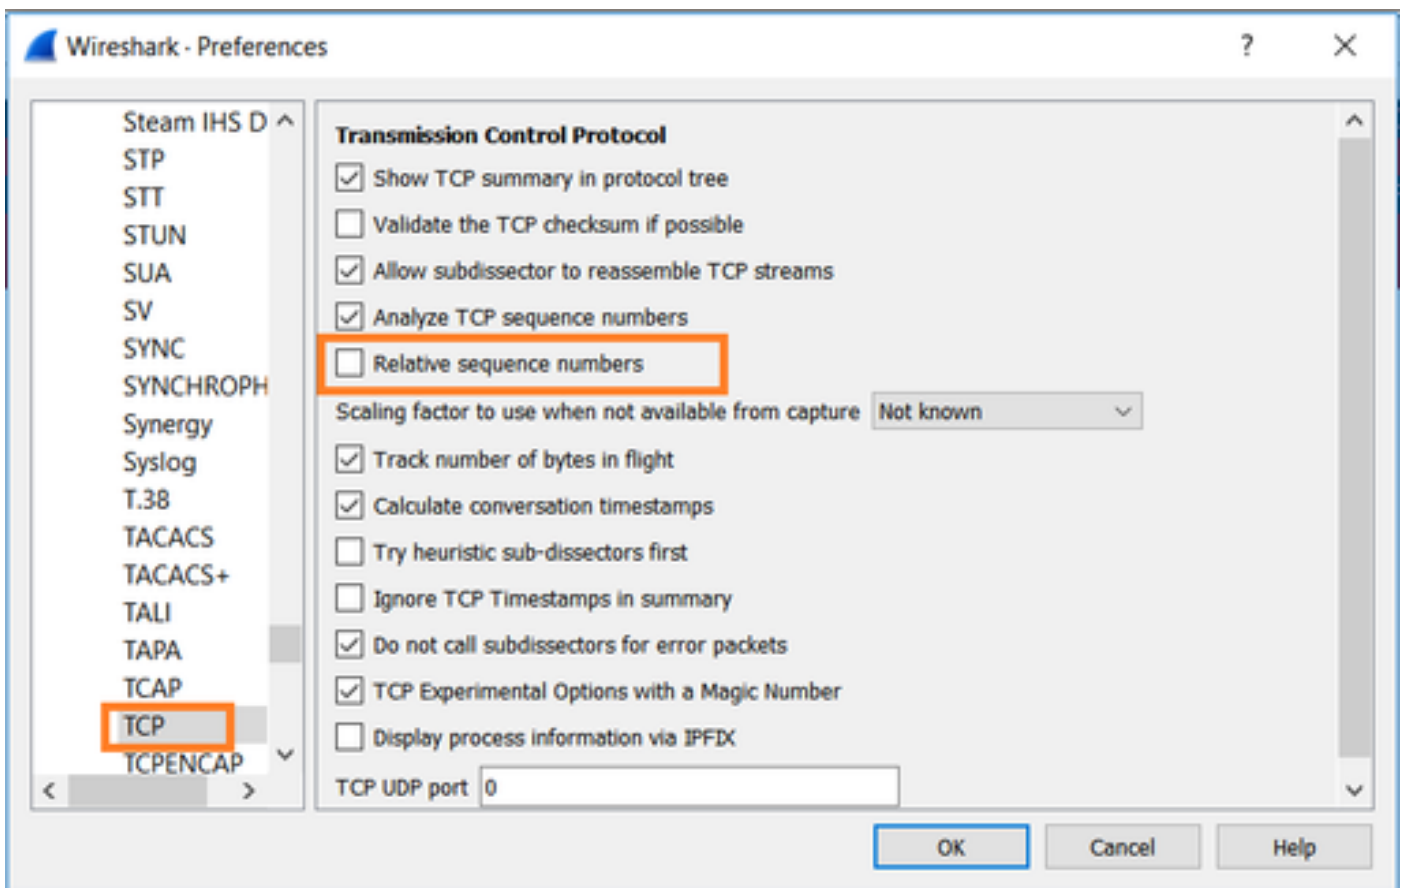 Wireshark - Preferences
?
Steam IHS D
STP
STT
STUN
SUA
SV
SYNC
SYNCHROPH
Synergy
Syslog
T.38
TACACS
TACACS+
TALI
TAPA
TCAP
TCP
TCPENCAP
Transmission Control Protocol
Show TCP summary in protocol tree
Validate the TCP checksum if possible
Allow subdissector to reassemble TCP streams
Analyze TCP sequence numbers
Relative sequence numbers
Scaling factor to use when not available from capture Not known
Track number of bytes in flight
Calculate conversation timestamps
Try heuristic sub-dissectors first
Ignore TCP Timestamps in summary
Do not call subdissectors for error packets
TCP Experimental Options with a Magic Number
Display process information via IPFIX
TCP UDP port 0
OK Cancel Help